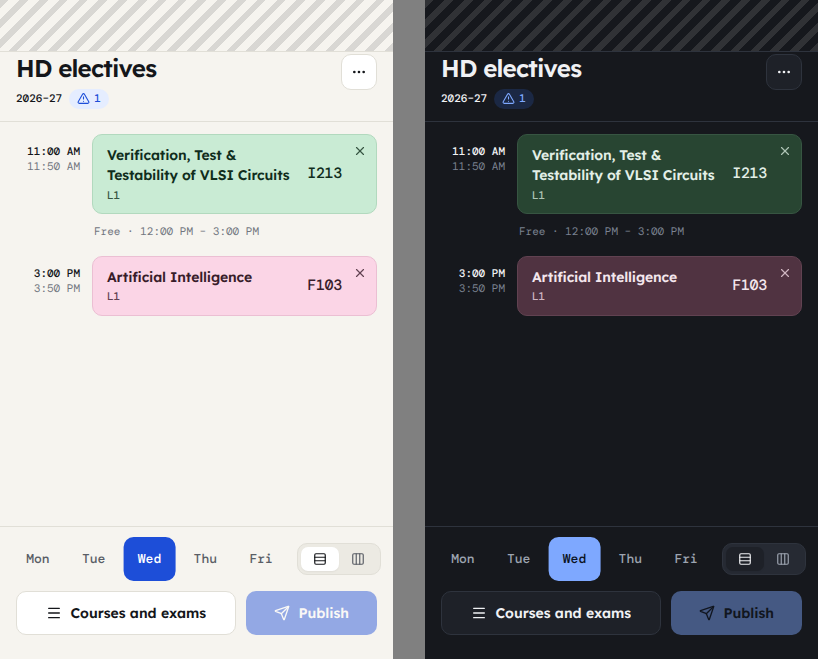 HD electives
...
2026-27 1
11:00 AM
11:50 AM
Verification, Test &
Testability of VLSI Circuits
I213
L1
Free · 12:00 PM – 3:00 PM
3:00 PM
3:50 PM
Artificial Intelligence
F103
L1
Mon Tue Wed Thu Fri
Courses and exams Publish
HD electives
...
2026-27 1
11:00 AM
11:50 AM
Verification, Test &
Testability of VLSI Circuits
I213
L1
Free · 12:00 PM – 3:00 PM
3:00 PM
3:50 PM
Artificial Intelligence
F103
L1
Mon Tue Wed Thu Fri
Courses and exams Publish